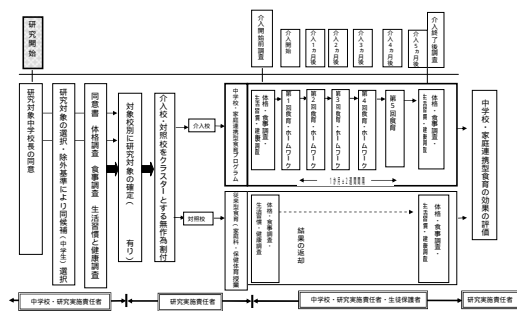 研究開始
研究対象中学校長の同意
研究対象の選択・除外基準により同候補（中学生）選択
同意書 体格調査 食事調査 生活習慣と健康調査
対象校別に研究対象の確定（ 有り）
介入校・対照校をクラスターとする無作為割付
介入校
対照校
中学校・家庭連携型食育プログラム
従来型食育（家庭科・保健体育授業
介入開始前調査
介入開始
介入1ヵ月後
介入2ヵ月後
介入3ヵ月後
介入4ヵ月後
介入5ヵ月後
介入終了後調査
体格・食事調査・生活習慣・健康調査
第1回食育・ホームワーク
第2回食育・ホームワーク
第3回食育・ホームワーク
第4回食育・ホームワーク
第5回食育
体格・食事調査・生活習慣・健康調査
体格・食事調査・生活習慣・健康調査
結果の返却
体格・食事調査・生活習慣・健康調査
中学校・家庭連携型食育の効果の評価
中学校・研究実施責任者
研究実施責任者
中学校・研究実施責任者・生徒保護者
研究実施責任者